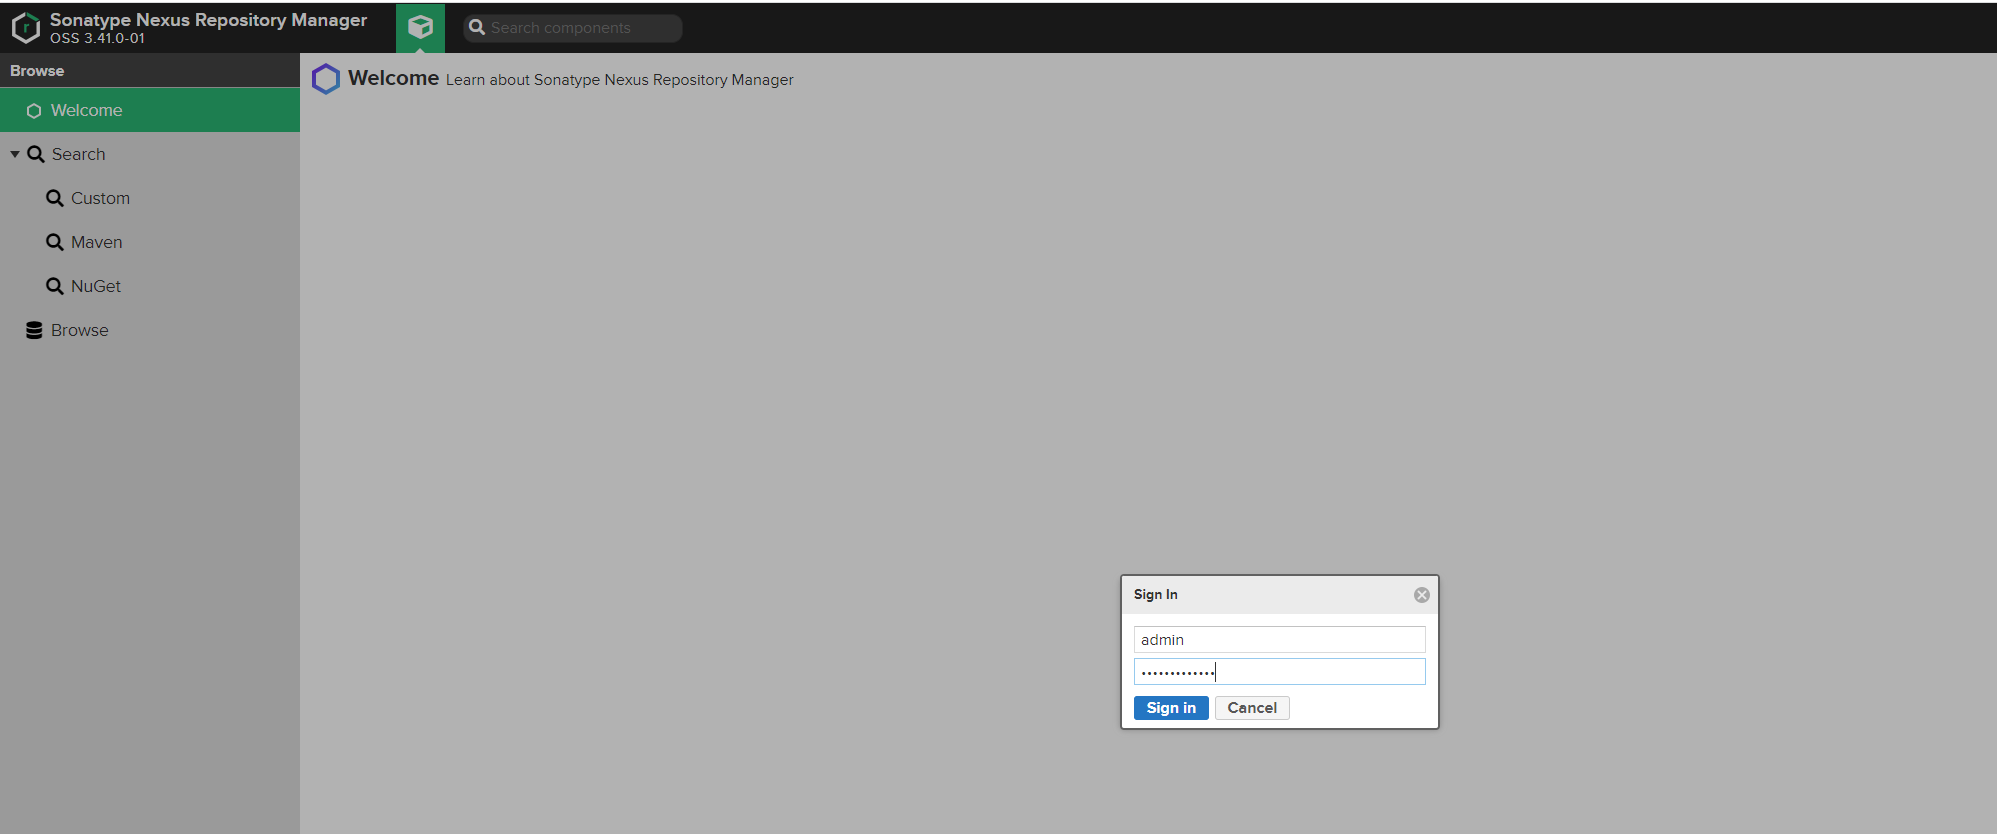 Sonatype Nexus Repository Manager
OSS 3.41.0-01
Search components
Browse
Welcome
Search
Custom
Maven
NuGet
Browse
Welcome Learn about Sonatype Nexus Repository Manager
Sign In
admin
•••••••••••••
Sign in Cancel